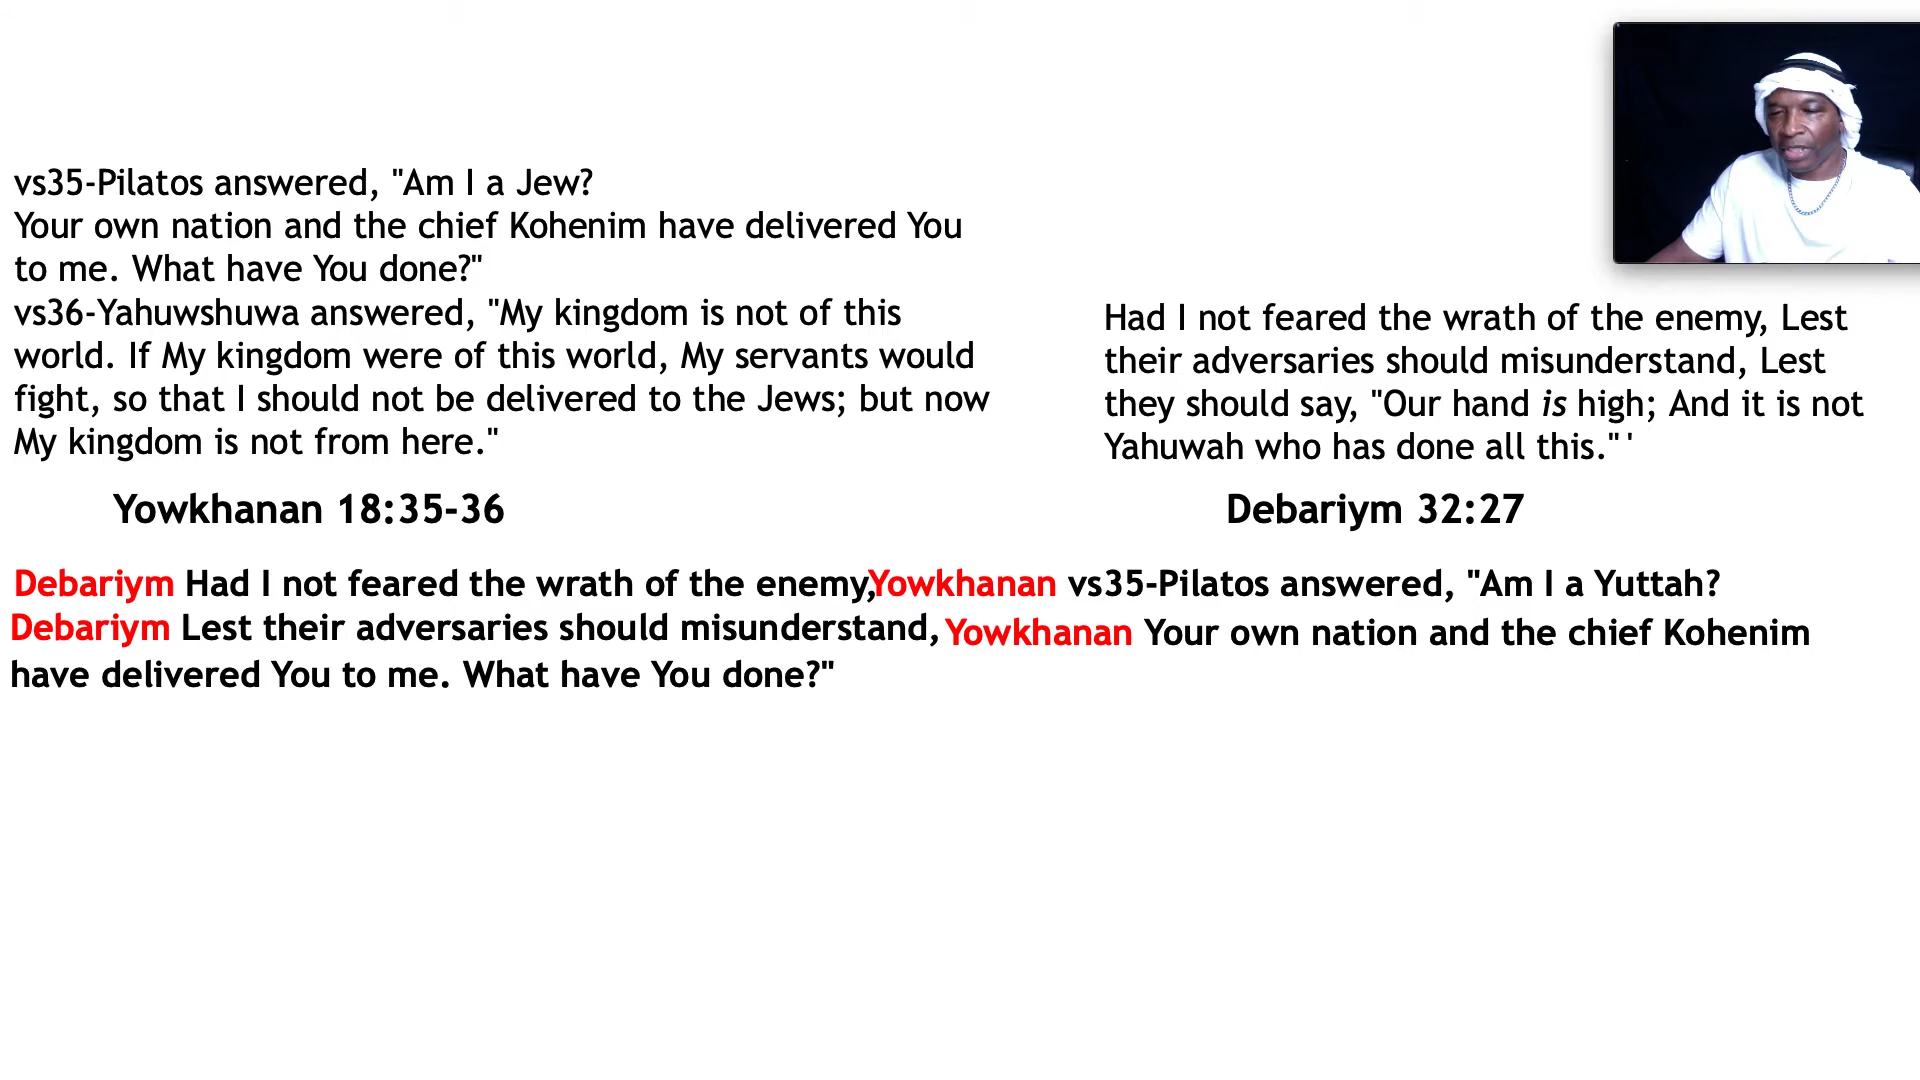 vs35-Pilatos answered, "Am I a Jew?
Your own nation and the chief Kohenim have delivered You
to me. What have You done?"
vs36-Yahuwshuwa answered, "My kingdom is not of this
world. If My kingdom were of this world, My servants would
fight, so that I should not be delivered to the Jews; but now
My kingdom is not from here."
Yowkhanan 18:35-36
Had I not feared the wrath of the enemy, Lest
their adversaries should misunderstand, Lest
they should say, "Our hand is high; And it is not
Yahuwah who has done all this." '
Debariym 32:27
Debariym Had I not feared the wrath of the enemy,Yowkhanan vs35-Pilatos answered, "Am I a Yuttah?
Debariym Lest their adversaries should misunderstand, Yowkhanan Your own nation and the chief Kohenim
have delivered You to me. What have You done?"